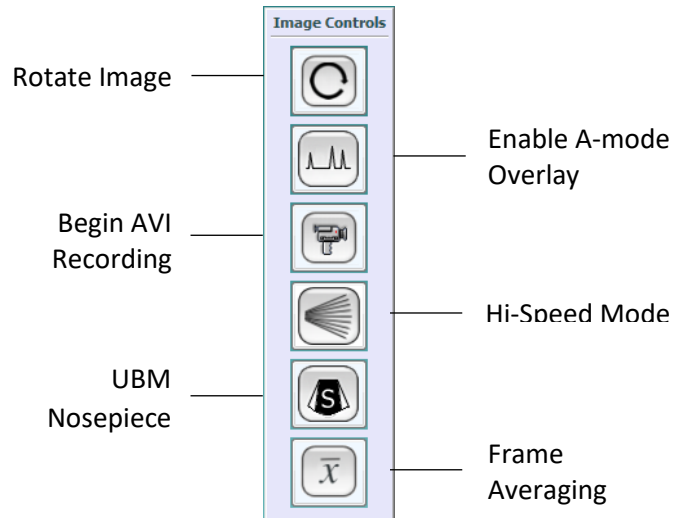 Image Controls
Rotate Image
Enable A-mode
Overlay
Begin AVI
Recording
Hi-Speed Mode
UBM
Nosepiece
S
x̅
Frame
Averaging